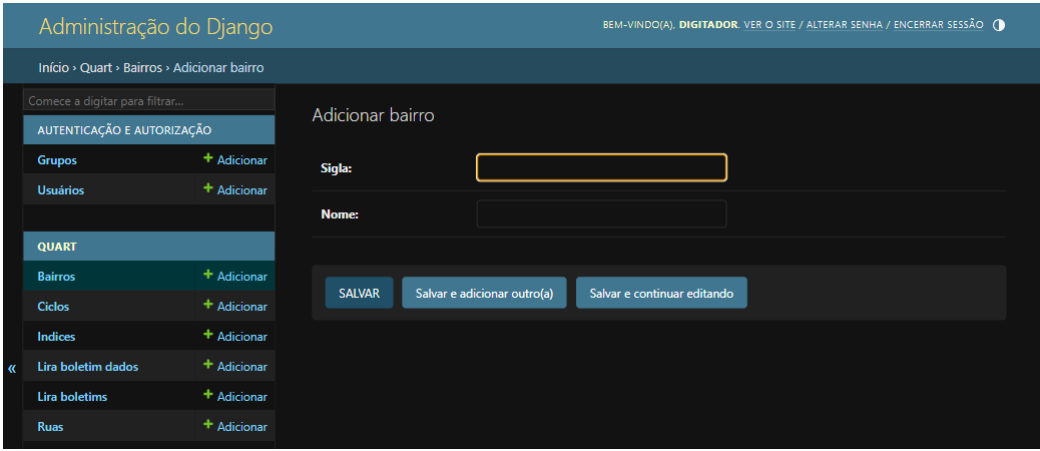 Administração do Django
BEM-VINDO(A), DIGITADOR. VER O SITE / ALTERAR SENHA / ENCERRAR SESSÃO
Início › Quart › Bairros › Adicionar bairro
Comece a digitar para filtrar...
AUTENTICAÇÃO E AUTORIZAÇÃO
Grupos + Adicionar
Usuários + Adicionar
QUART
Bairros + Adicionar
Ciclos + Adicionar
Indices + Adicionar
Lira boletim dados + Adicionar
Lira boletims + Adicionar
Ruas + Adicionar
«
Adicionar bairro
Sigla:
Nome:
SALVAR Salvar e adicionar outro(a) Salvar e continuar editando